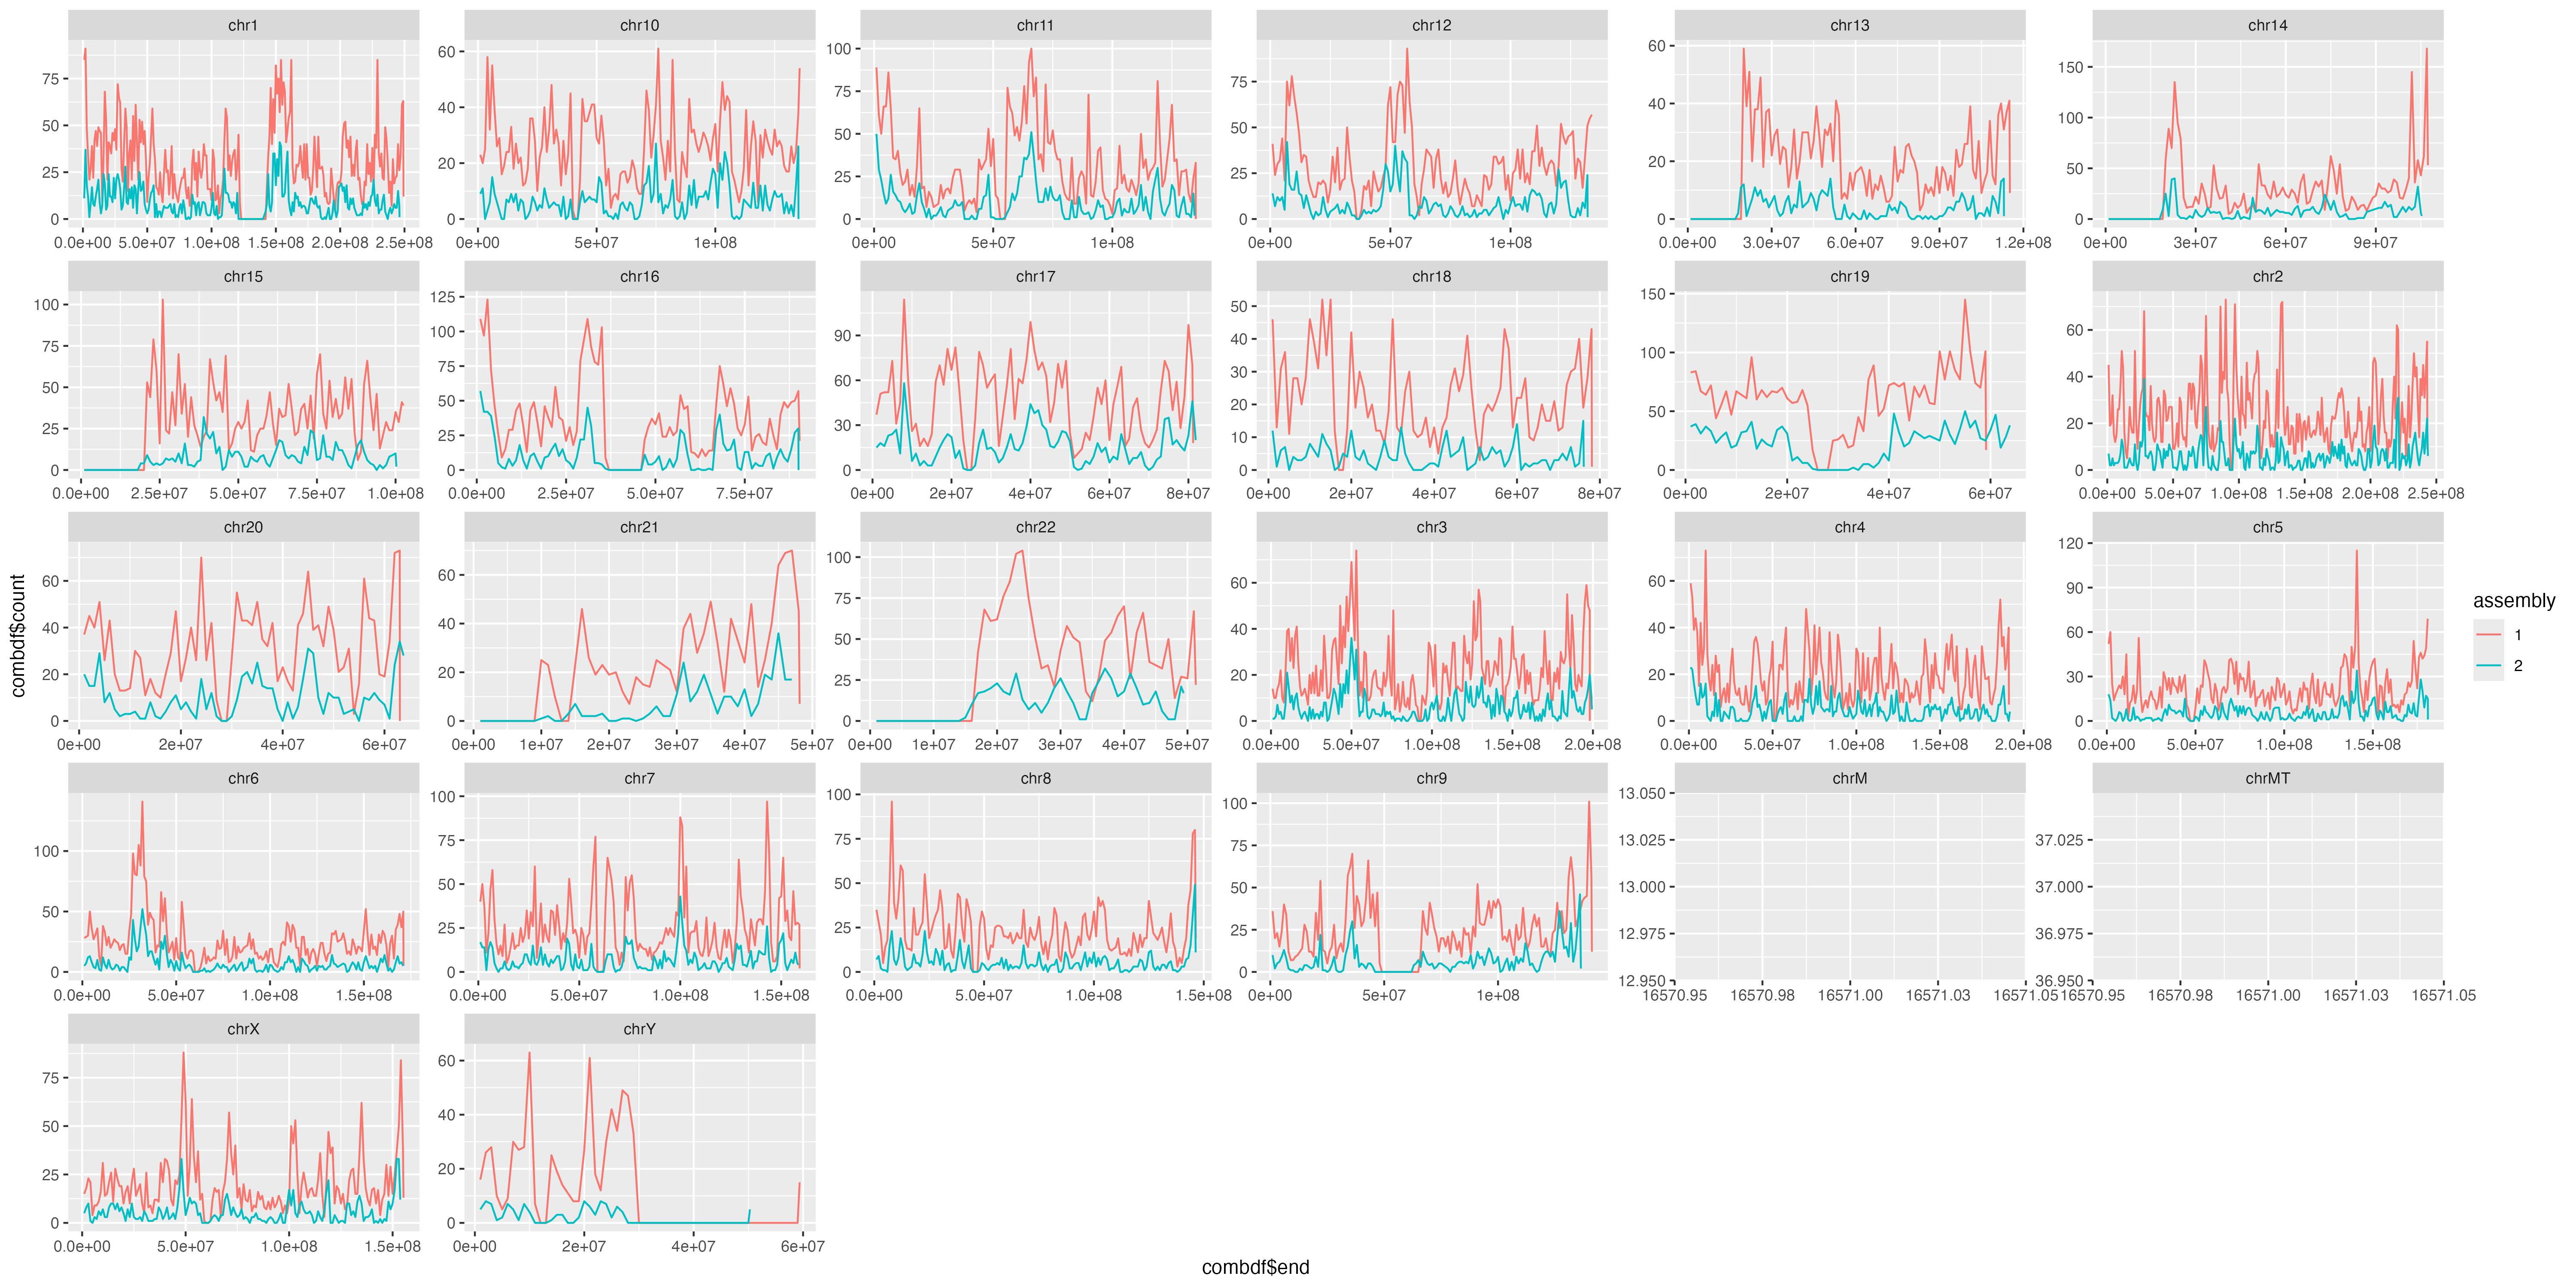 chr1 chr10 chr11 chr12 chr13 chr14
75 50 25 0
60 40 20 0
100 75 50 25 0
75 50 25 0
60 40 20 0
150 100 50 0
0.0e+00 5.0e+07 1.0e+08 1.5e+08 2.0e+08 2.5e+08
0e+00 5e+07 1e+08
0e+00 5e+07 1e+08
0e+00 5e+07 1e+08
0.0e+00 3.0e+07 6.0e+07 9.0e+07 1.2e+08
0e+00 3e+07 6e+07 9e+07
chr15 chr16 chr17 chr18 chr19 chr2
100 75 50 25 0
125 100 75 50 25 0
90 60 30 0
50 40 30 20 10 0
150 100 50 0
60 40 20 0
0.0e+00 2.5e+07 5.0e+07 7.5e+07 1.0e+08
0.0e+00 2.5e+07 5.0e+07 7.5e+07
0e+00 2e+07 4e+07 6e+07 8e+07
0e+00 2e+07 4e+07 6e+07 8e+07
0e+00 2e+07 4e+07 6e+07
0.0e+00 5.0e+07 1.0e+08 1.5e+08 2.0e+08 2.5e+08
chr20 chr21 chr22 chr3 chr4 chr5
60 40 20 0
60 40 20 0
100 75 50 25 0
60 40 20 0
60 40 20 0
120 90 60 30 0
0e+00 2e+07 4e+07 6e+07
0e+00 1e+07 2e+07 3e+07 4e+07 5e+07
0e+00 1e+07 2e+07 3e+07 4e+07 5e+07
0.0e+00 5.0e+07 1.0e+08 1.5e+08 2.0e+08
0.0e+00 5.0e+07 1.0e+08 1.5e+08 2.0e+08
0.0e+00 5.0e+07 1.0e+08 1.5e+08
chr6 chr7 chr8 chr9 chrM chrMT
100 50 0
100 75 50 25 0
100 75 50 25 0
100 75 50 25 0
13.050 13.025 13.000 12.975 12.950
37.025 37.000 36.975 36.950
0.0e+00 5.0e+07 1.0e+08 1.5e+08
0.0e+00 5.0e+07 1.0e+08 1.5e+08
0.0e+00 5.0e+07 1.0e+08 1.5e+08
0e+00 5e+07 1e+08
16570.95 16570.98 16571.00 16571.03 16571.05
16570.95 16570.98 16571.00 16571.03 16571.05
chrX chrY
75 50 25 0
60 40 20 0
0.0e+00 5.0e+07 1.0e+08 1.5e+08
0e+00 2e+07 4e+07 6e+07
combdf$count
combdf$end
assembly
1
2